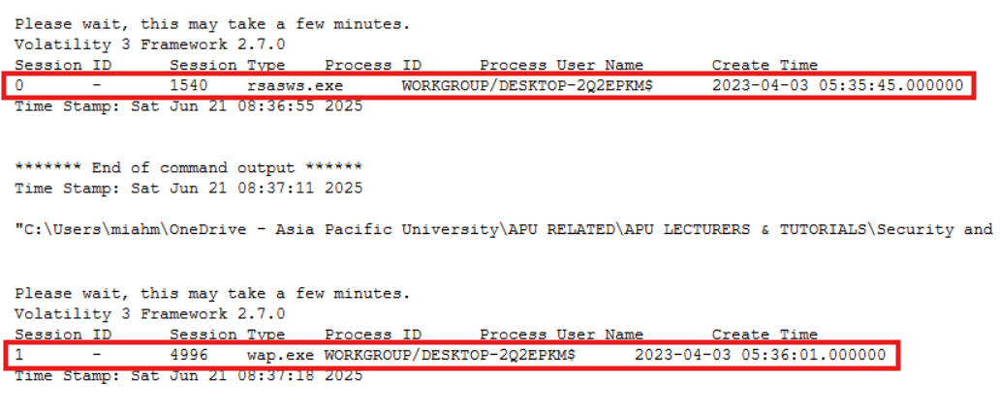 Please wait, this may take a few minutes.
Volatility 3 Framework 2.7.0
Session ID Session Type Process ID Process User Name Create Time
0 - 1540 rsasws.exe WORKGROUP/DESKTOP-2Q2EPKM$ 2023-04-03 05:35:45.000000
Time Stamp: Sat Jun 21 08:36:55 2025
******* End of command output ******
Time Stamp: Sat Jun 21 08:37:11 2025
"C:\Users\miahm\OneDrive - Asia Pacific University\APU RELATED\APU LECTURERS & TUTORIALS\Security and
Please wait, this may take a few minutes.
Volatility 3 Framework 2.7.0
Session ID Session Type Process ID Process User Name Create Time
1 - 4996 wap.exe WORKGROUP/DESKTOP-2Q2EPKM$ 2023-04-03 05:36:01.000000
Time Stamp: Sat Jun 21 08:37:18 2025